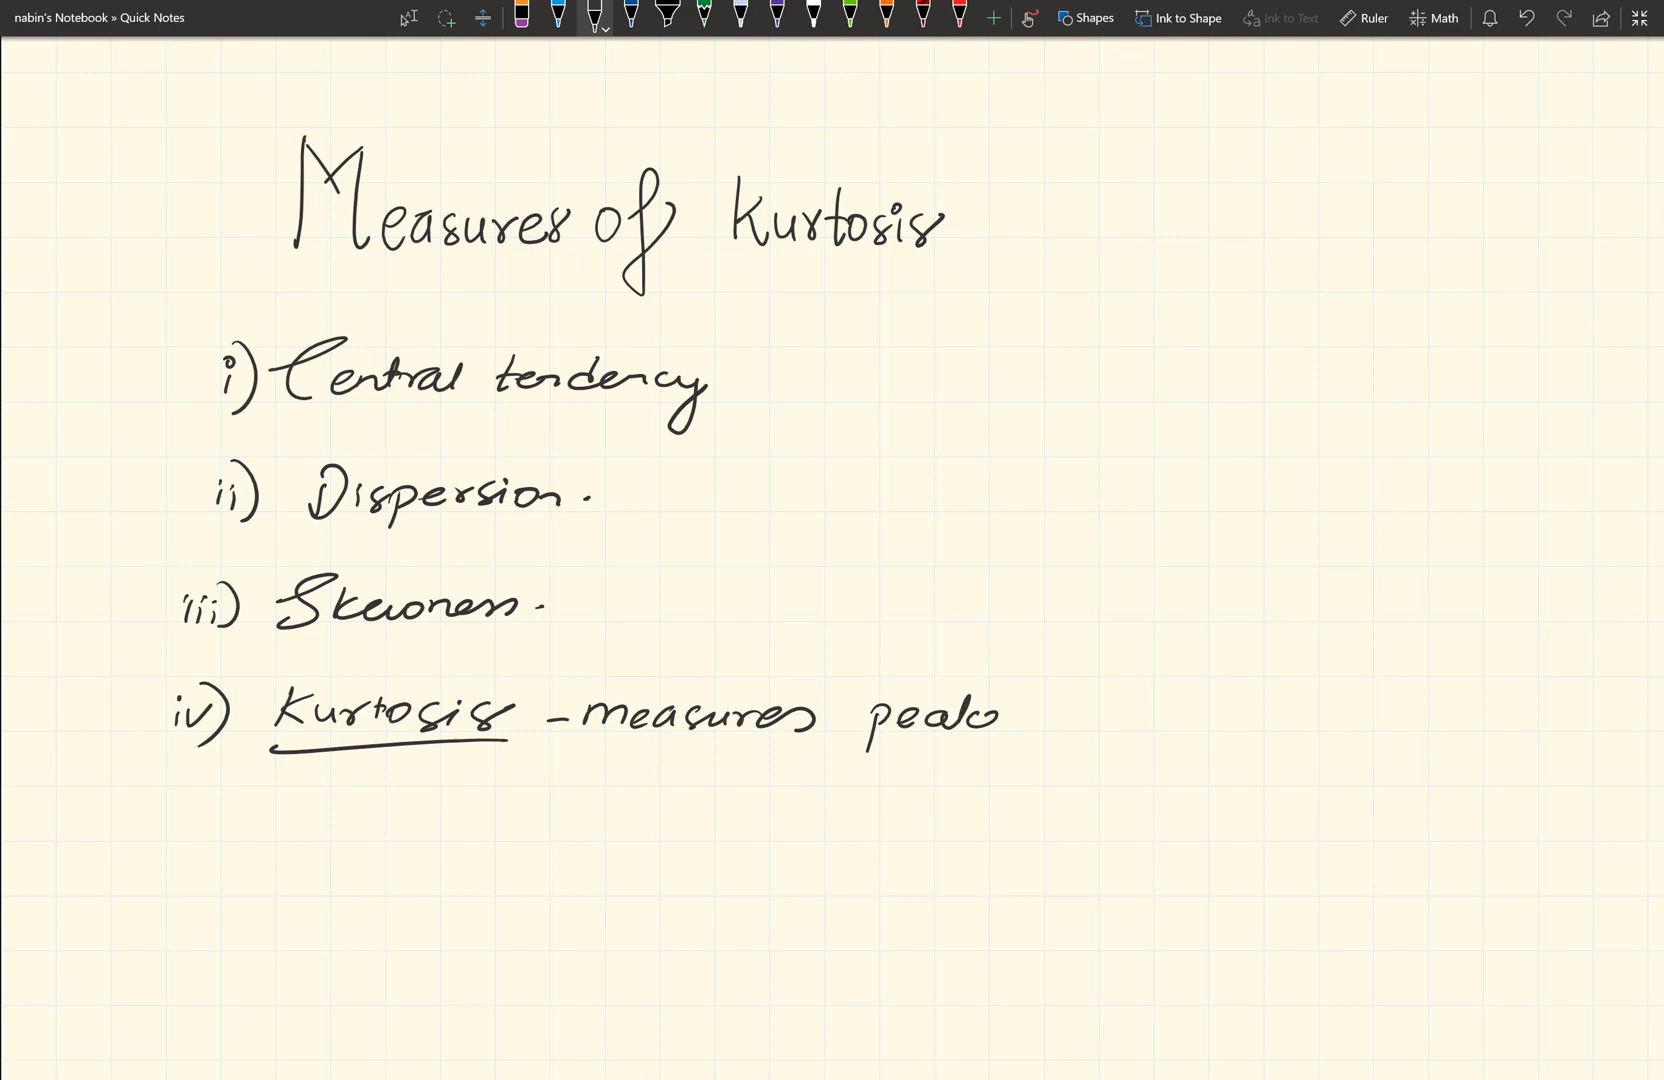 nabin's Notebook » Quick Notes
Shapes Ink to Shape Ink to Text Ruler Math
Measures of Kurtosis
i) Central tendency
ii) Dispersion.
iii) Skewness.
iv) Kurtosis - measures peak